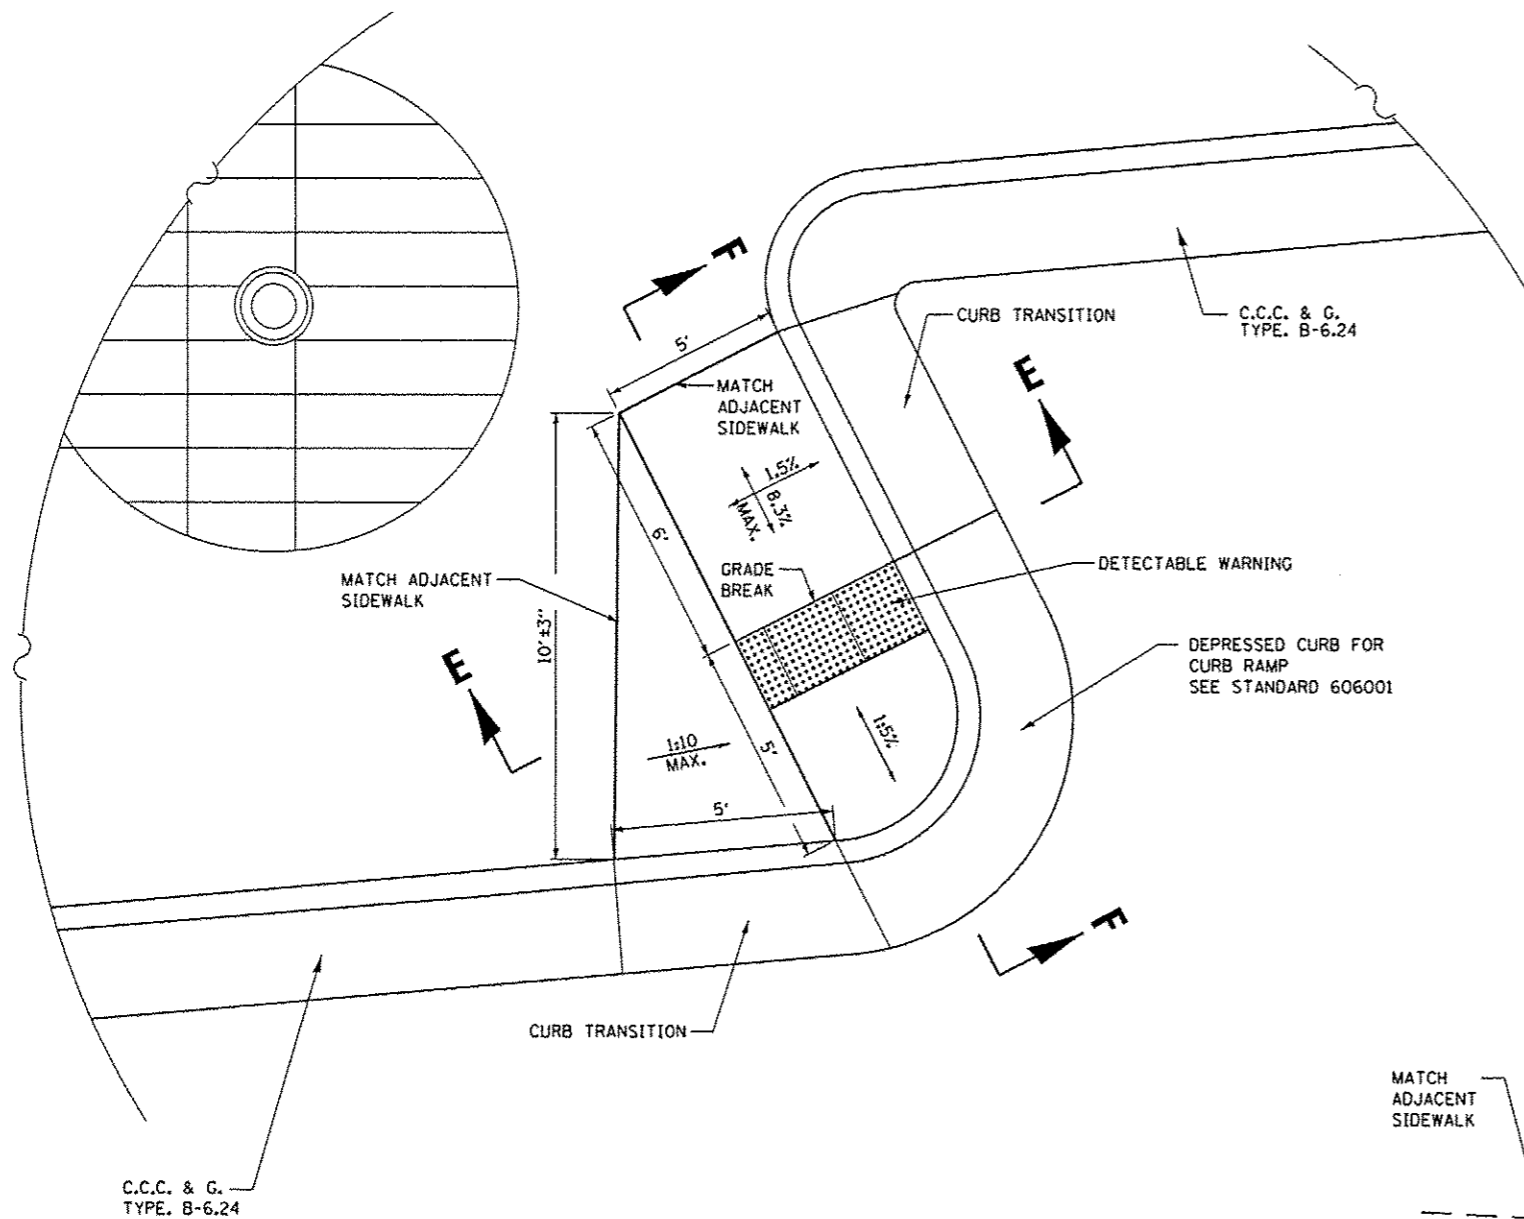 F
5'
CURB TRANSITION
C.C.C. & G.
TYPE. B-6.24
E
MATCH
ADJACENT
SIDEWALK
1.5%
8.3%
MAX.
6'
GRADE
BREAK
DETECTABLE WARNING
MATCH ADJACENT
SIDEWALK
10'±3"
DEPRESSED CURB FOR
CURB RAMP
SEE STANDARD 606001
E
1:5%
5'
1:10
MAX.
5'
F
CURB TRANSITION
MATCH
ADJACENT
SIDEWALK
C.C.C. & G.
TYPE. B-6.24